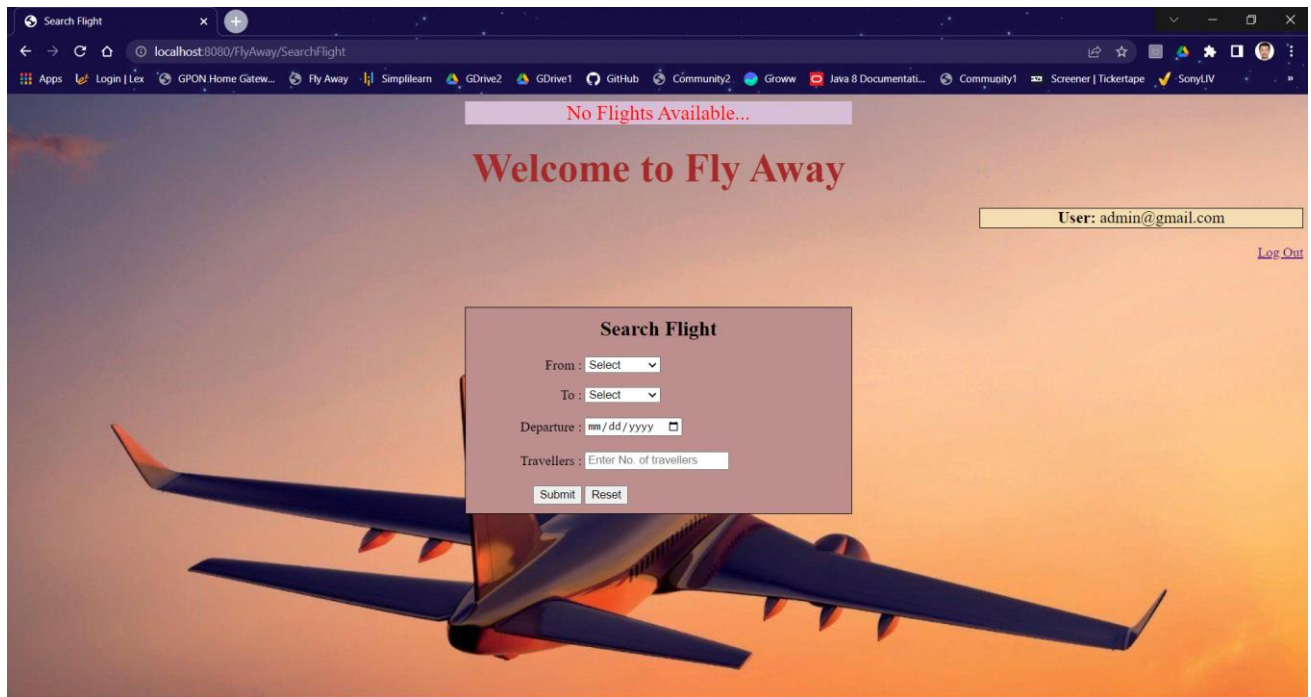 Search Flight
localhost:8080/FlyAway/SearchFlight
Apps Login | Lex GPON Home Gatew... Fly Away Simplilearn GDrive2 GDrive1 GitHub Community2 Groww Java 8 Documentati... Community1 Screener | Tickertape SonyLIV »
No Flights Available...
Welcome to Fly Away
User: admin@gmail.com
Log Out
Search Flight
From : Select
To : Select
Departure : mm/dd/yyyy
Travellers : Enter No. of travellers
Submit Reset